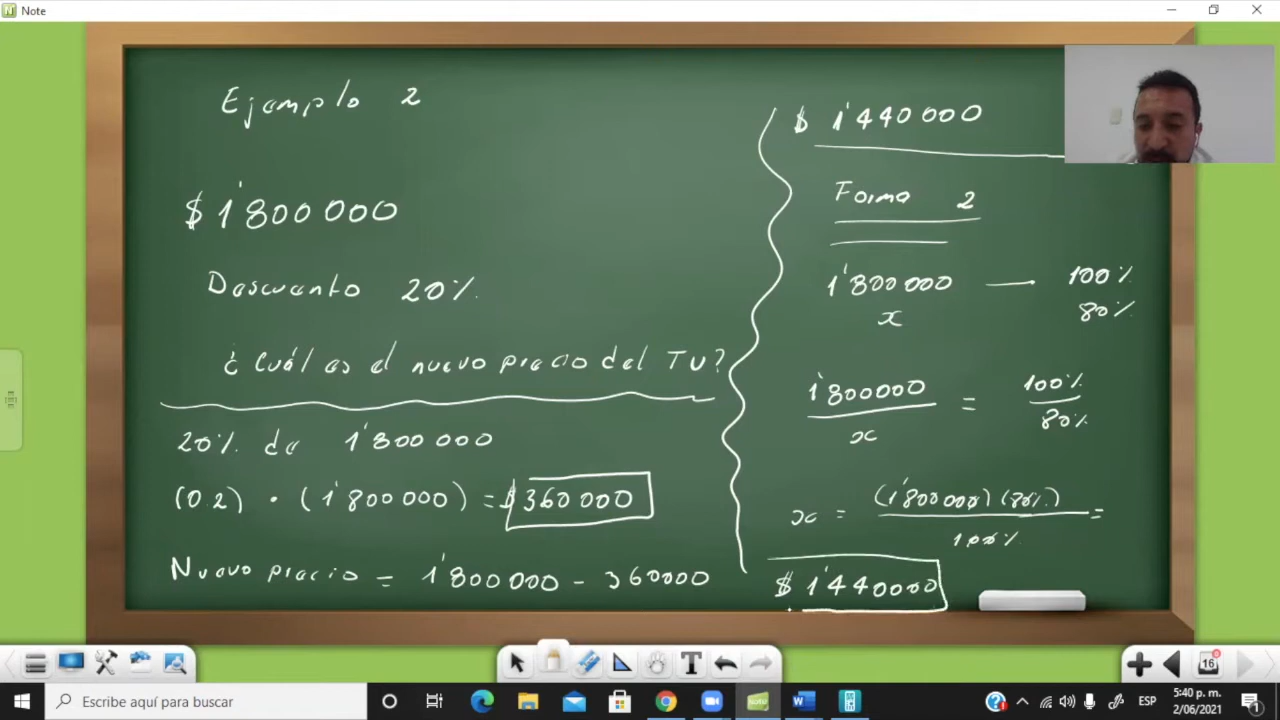 Note
Ejemplo 2
$ 1'800 000
Descuento 20%.
¿Cuál es el nuevo precio del TV?
20% de 1'800 000
(0.2) · (1'800 000) = $360 000
Nuevo precio = 1'800 000 - 360000
$ 1'440 000
Forma 2
1'800 000 — 100%
x 80%
1'800000 = 100%
x 80%
x = (1'800 000) (80%) =
100%
$ 1'440000
T
16
Escribe aquí para buscar
ESP
5:40 p. m.
2/06/2021